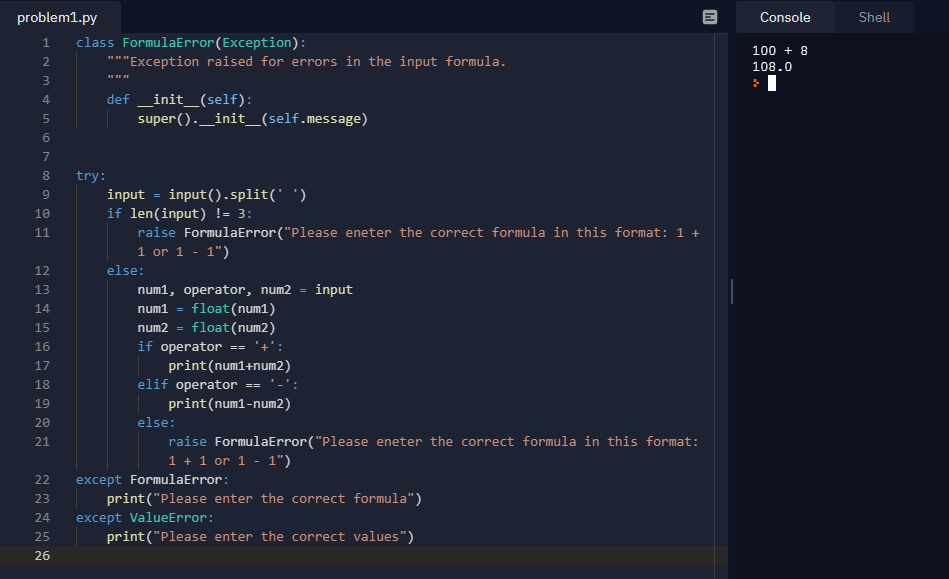 problem1.py
Console
Shell
1 class FormulaError(Exception):
2 """Exception raised for errors in the input formula.
3 """
4 def __init__(self):
5 super().__init__(self.message)
6
7
8 try:
9 input = input().split(' ')
10 if len(input) != 3:
11 raise FormulaError("Please eneter the correct formula in this format: 1 +
1 or 1 - 1")
12 else:
13 num1, operator, num2 = input
14 num1 = float(num1)
15 num2 = float(num2)
16 if operator == '+':
17 print(num1+num2)
18 elif operator == '-':
19 print(num1-num2)
20 else:
21 raise FormulaError("Please eneter the correct formula in this format:
1 + 1 or 1 - 1")
22 except FormulaError:
23 print("Please enter the correct formula")
24 except ValueError:
25 print("Please enter the correct values")
26
100 + 8
108.0